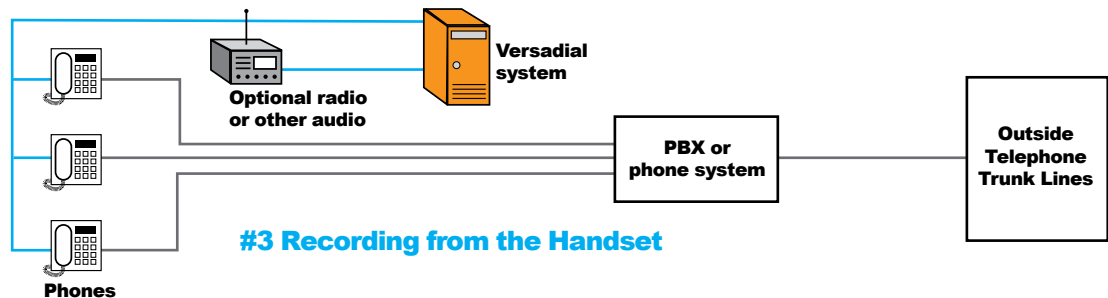 Versadial
system
Optional radio
or other audio
PBX or
phone system
Outside
Telephone
Trunk Lines
#3 Recording from the Handset
Phones